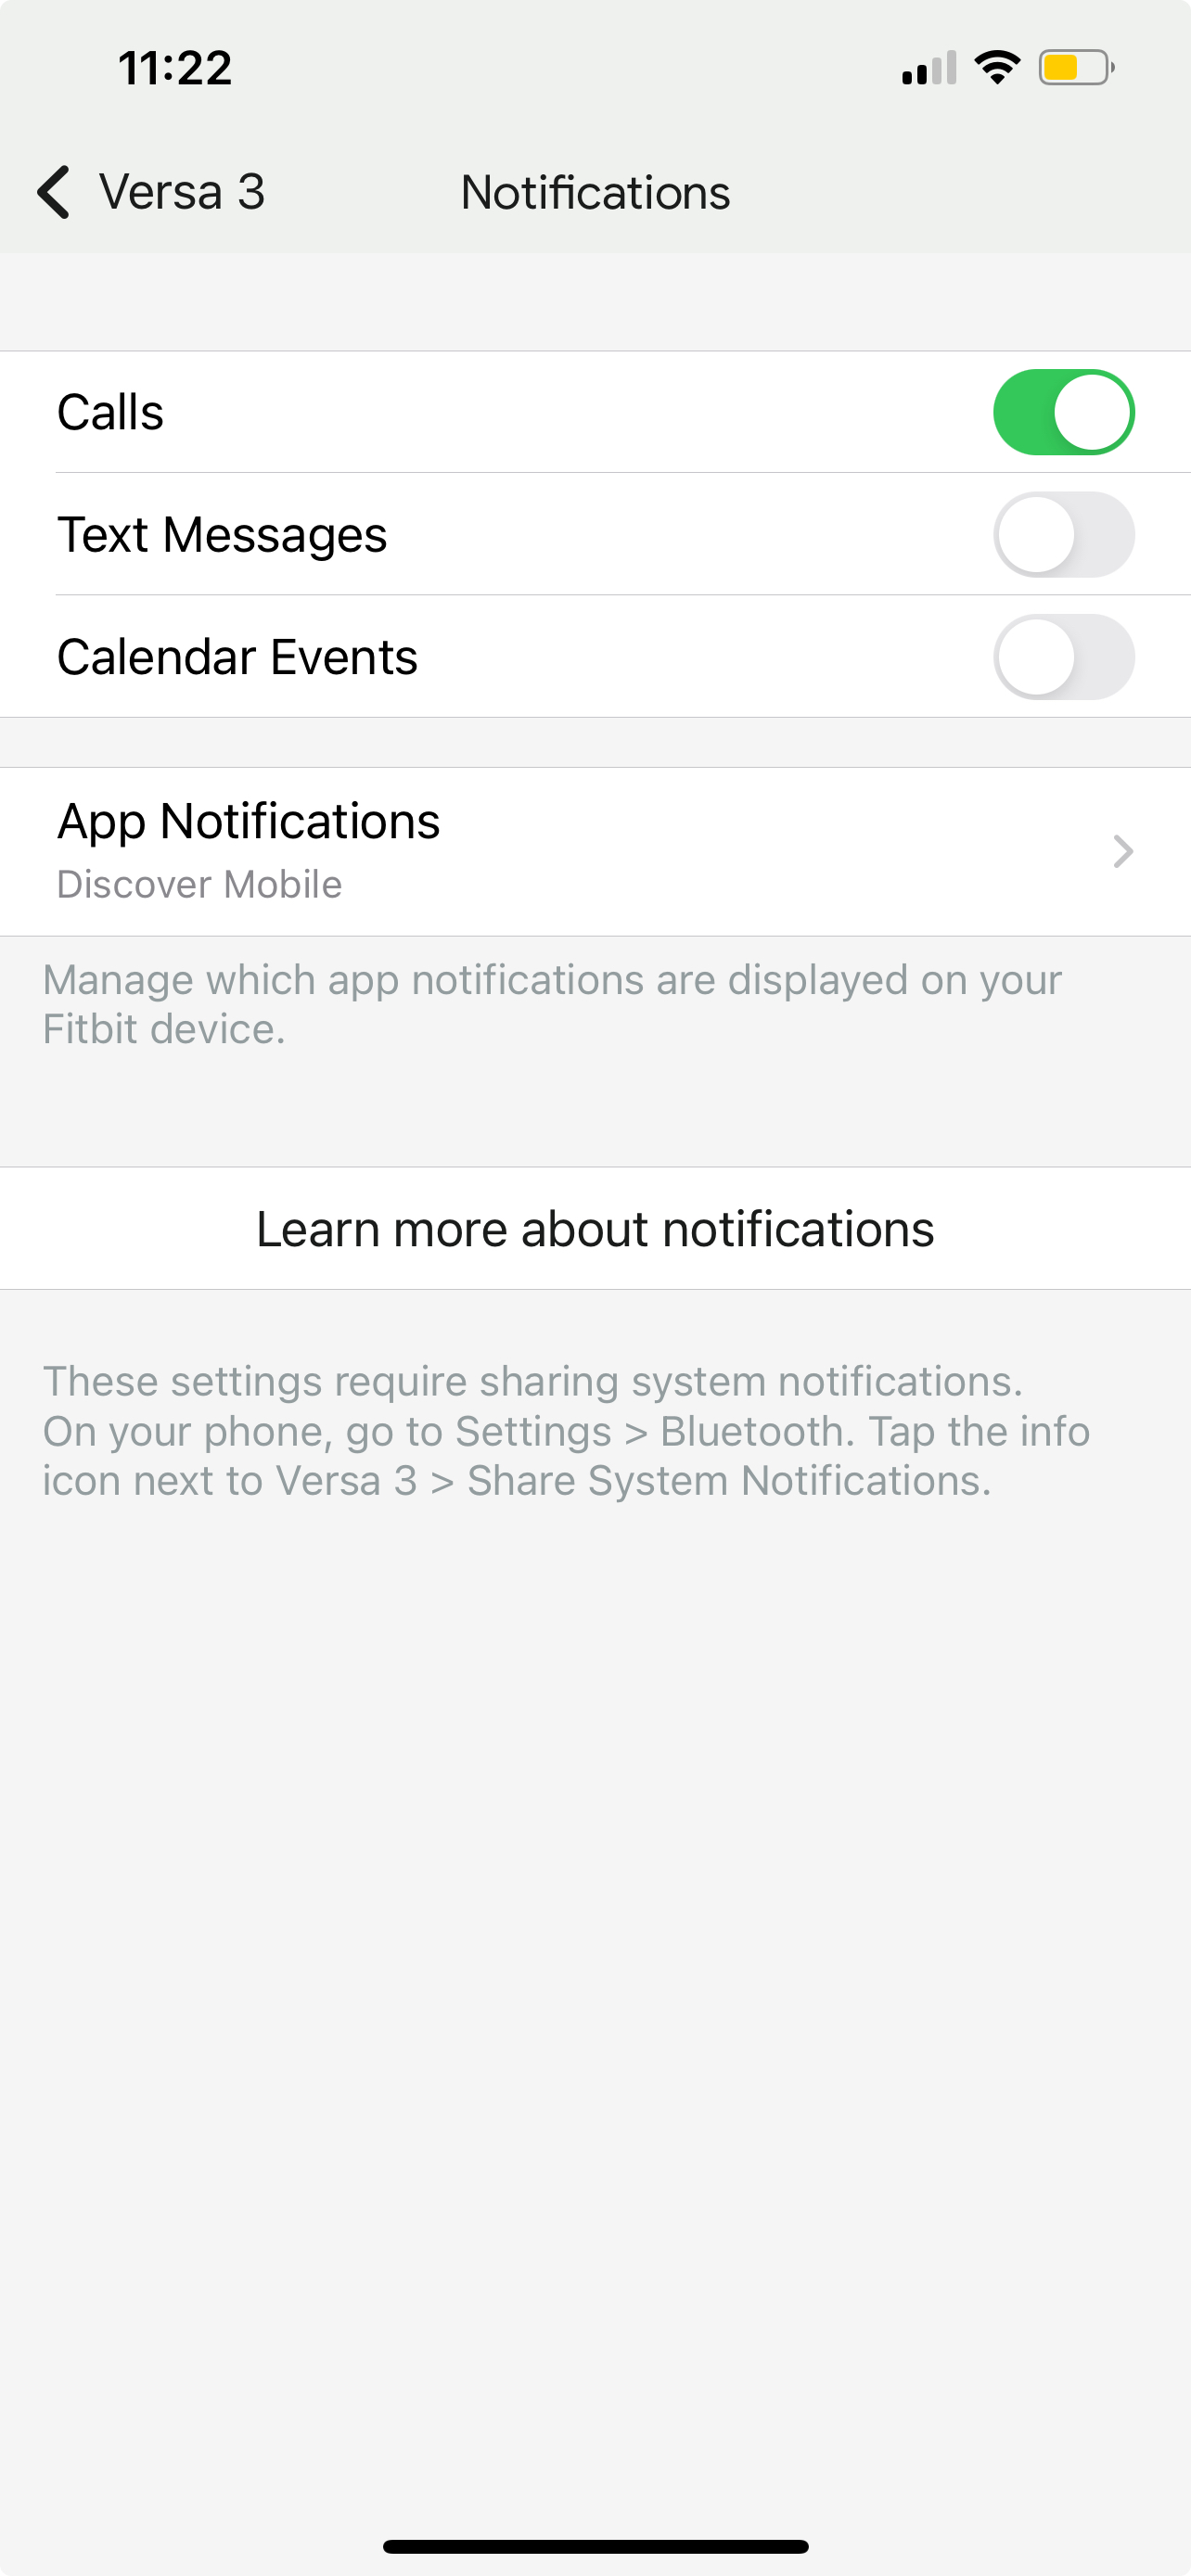 11:22
Versa 3 Notifications
Calls
Text Messages
Calendar Events
App Notifications
Discover Mobile
Manage which app notifications are displayed on your
Fitbit device.
Learn more about notifications
These settings require sharing system notifications.
On your phone, go to Settings > Bluetooth. Tap the info
icon next to Versa 3 > Share System Notifications.